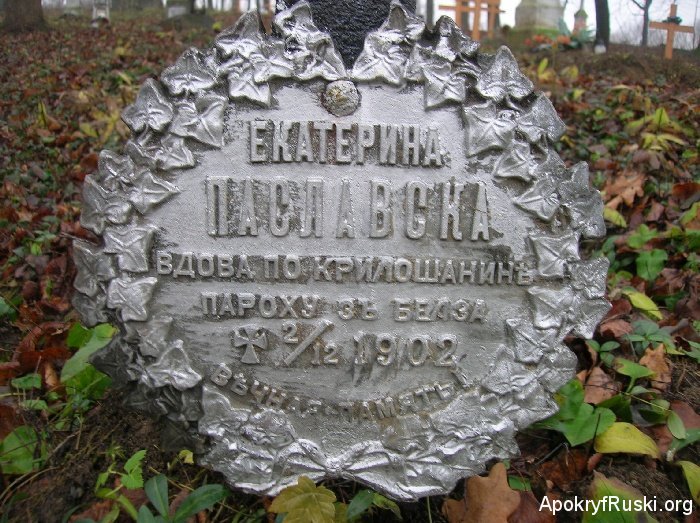 ЕКАТЕРИНА
ПАСЛАВСКА
ВДОВА ПО КРИЛОШАНИНѢ
ПАРОХУ ЗЪ БЕЛЗА
✠ 2/12 1902
ВѢЧНАЯ ПАМЯТЬ!
ApokryfRuski.org